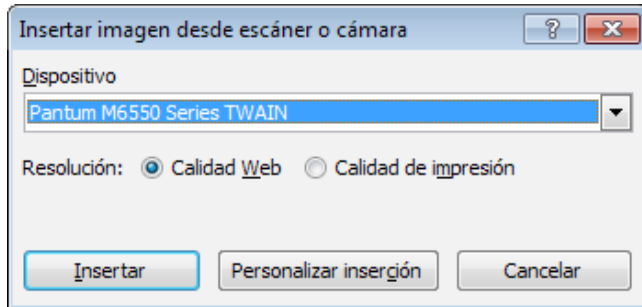 Insertar imagen desde escáner o cámara
Dispositivo
Pantum M6550 Series TWAIN
Resolución: Calidad Web Calidad de impresión
Insertar Personalizar inserción Cancelar